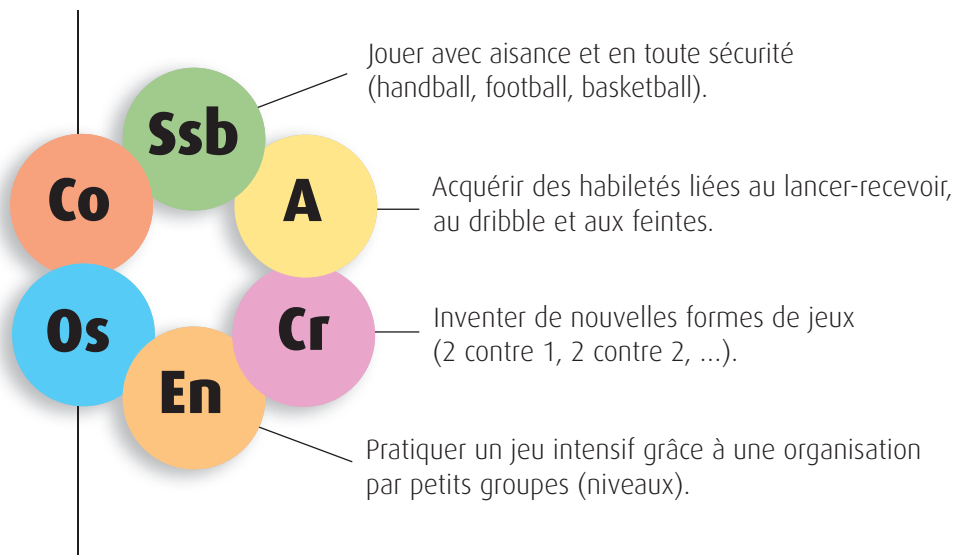 Jouer avec aisance et en toute sécurité
(handball, football, basketball).
Ssb
Co
A
Acquérir des habiletés liées au lancer-recevoir,
au dribble et aux feintes.
Os
Cr
Inventer de nouvelles formes de jeux
(2 contre 1, 2 contre 2, ...).
En
Pratiquer un jeu intensif grâce à une organisation
par petits groupes (niveaux).